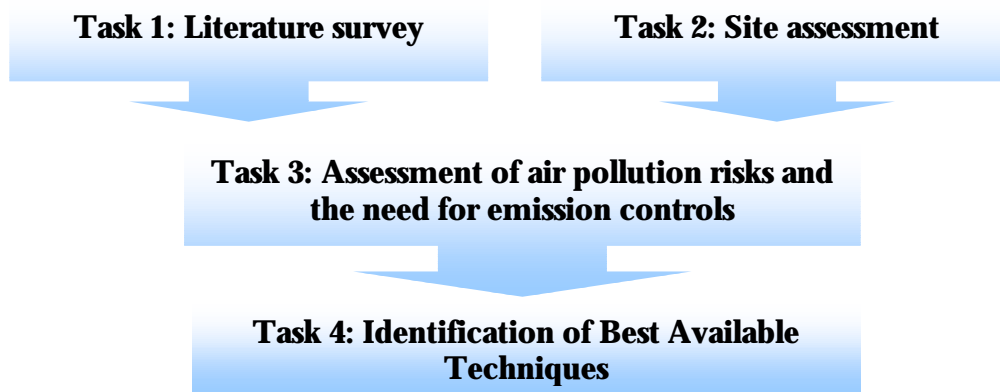 Task 1: Literature survey
Task 2: Site assessment
Task 3: Assessment of air pollution risks and
the need for emission controls
Task 4: Identification of Best Available
Techniques